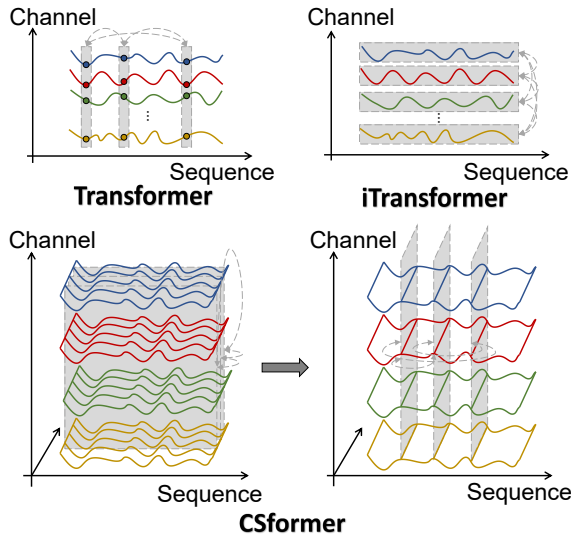 Channel
Channel
Sequence
Sequence
Transformer
iTransformer
Channel
Channel
Sequence
Sequence
CSformer